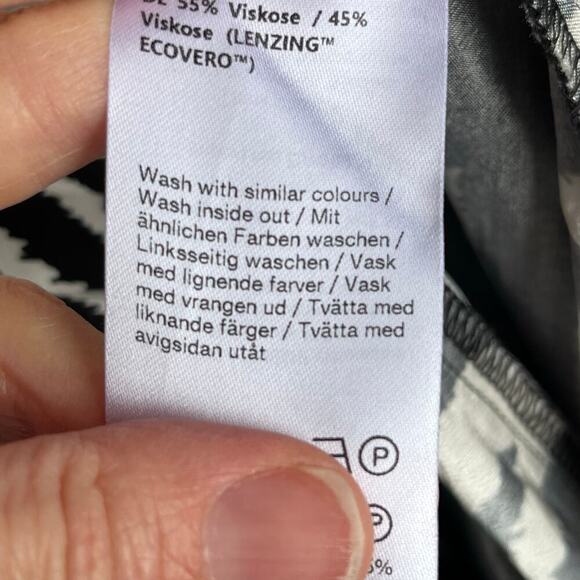 55% Viskose / 45%
Viskose (LENZING™
ECOVERO™)
Wash with similar colours /
Wash inside out / Mit
ähnlichen Farben waschen /
Linksseitig waschen / Vask
med lignende farver / Vask
med vrangen ud / Tvätta med
liknande färger / Tvätta med
avigsidan utåt
P
P
%